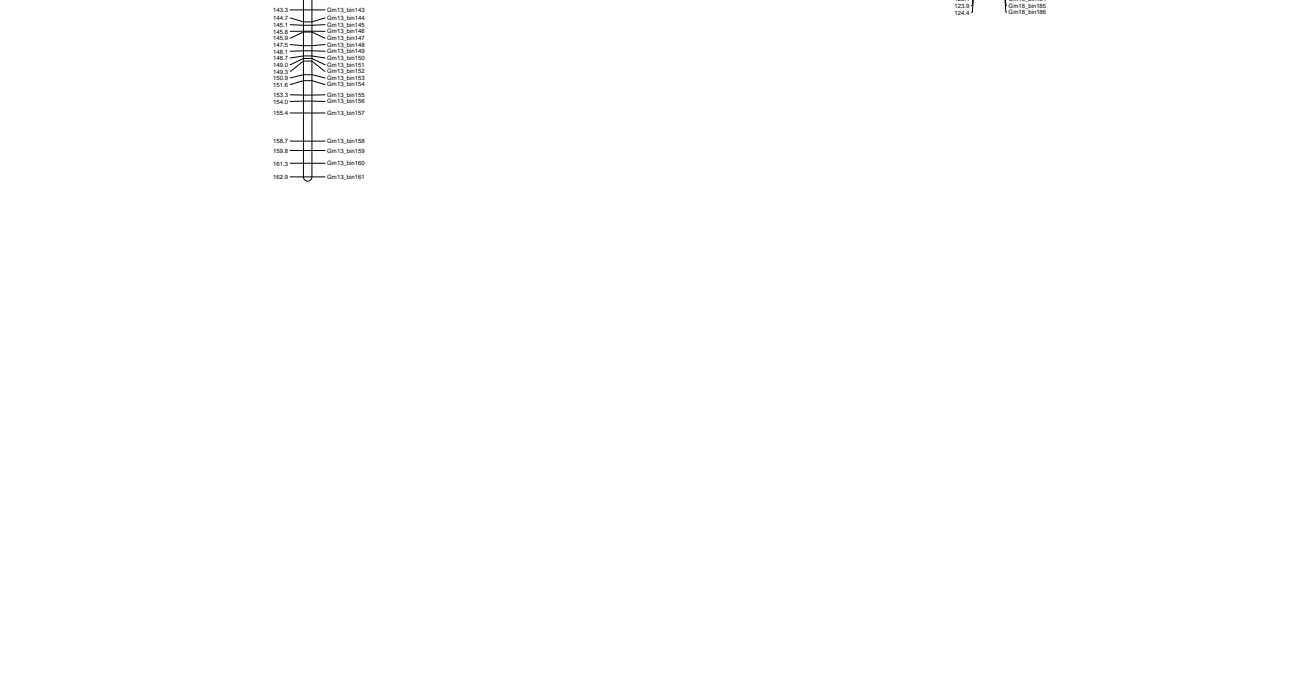 143.3 Gm13_bin143
144.7 Gm13_bin144
145.1 Gm13_bin145
145.8 Gm13_bin146
145.9 Gm13_bin147
147.5 Gm13_bin148
148.1 Gm13_bin149
148.7 Gm13_bin150
149.0 Gm13_bin151
149.3 Gm13_bin152
150.9 Gm13_bin153
151.6 Gm13_bin154
153.3 Gm13_bin155
154.0 Gm13_bin156
155.4 Gm13_bin157
158.7 Gm13_bin158
159.8 Gm13_bin159
161.3 Gm13_bin160
162.9 Gm13_bin161
123.9 Gm18_bin185
124.4 Gm18_bin186